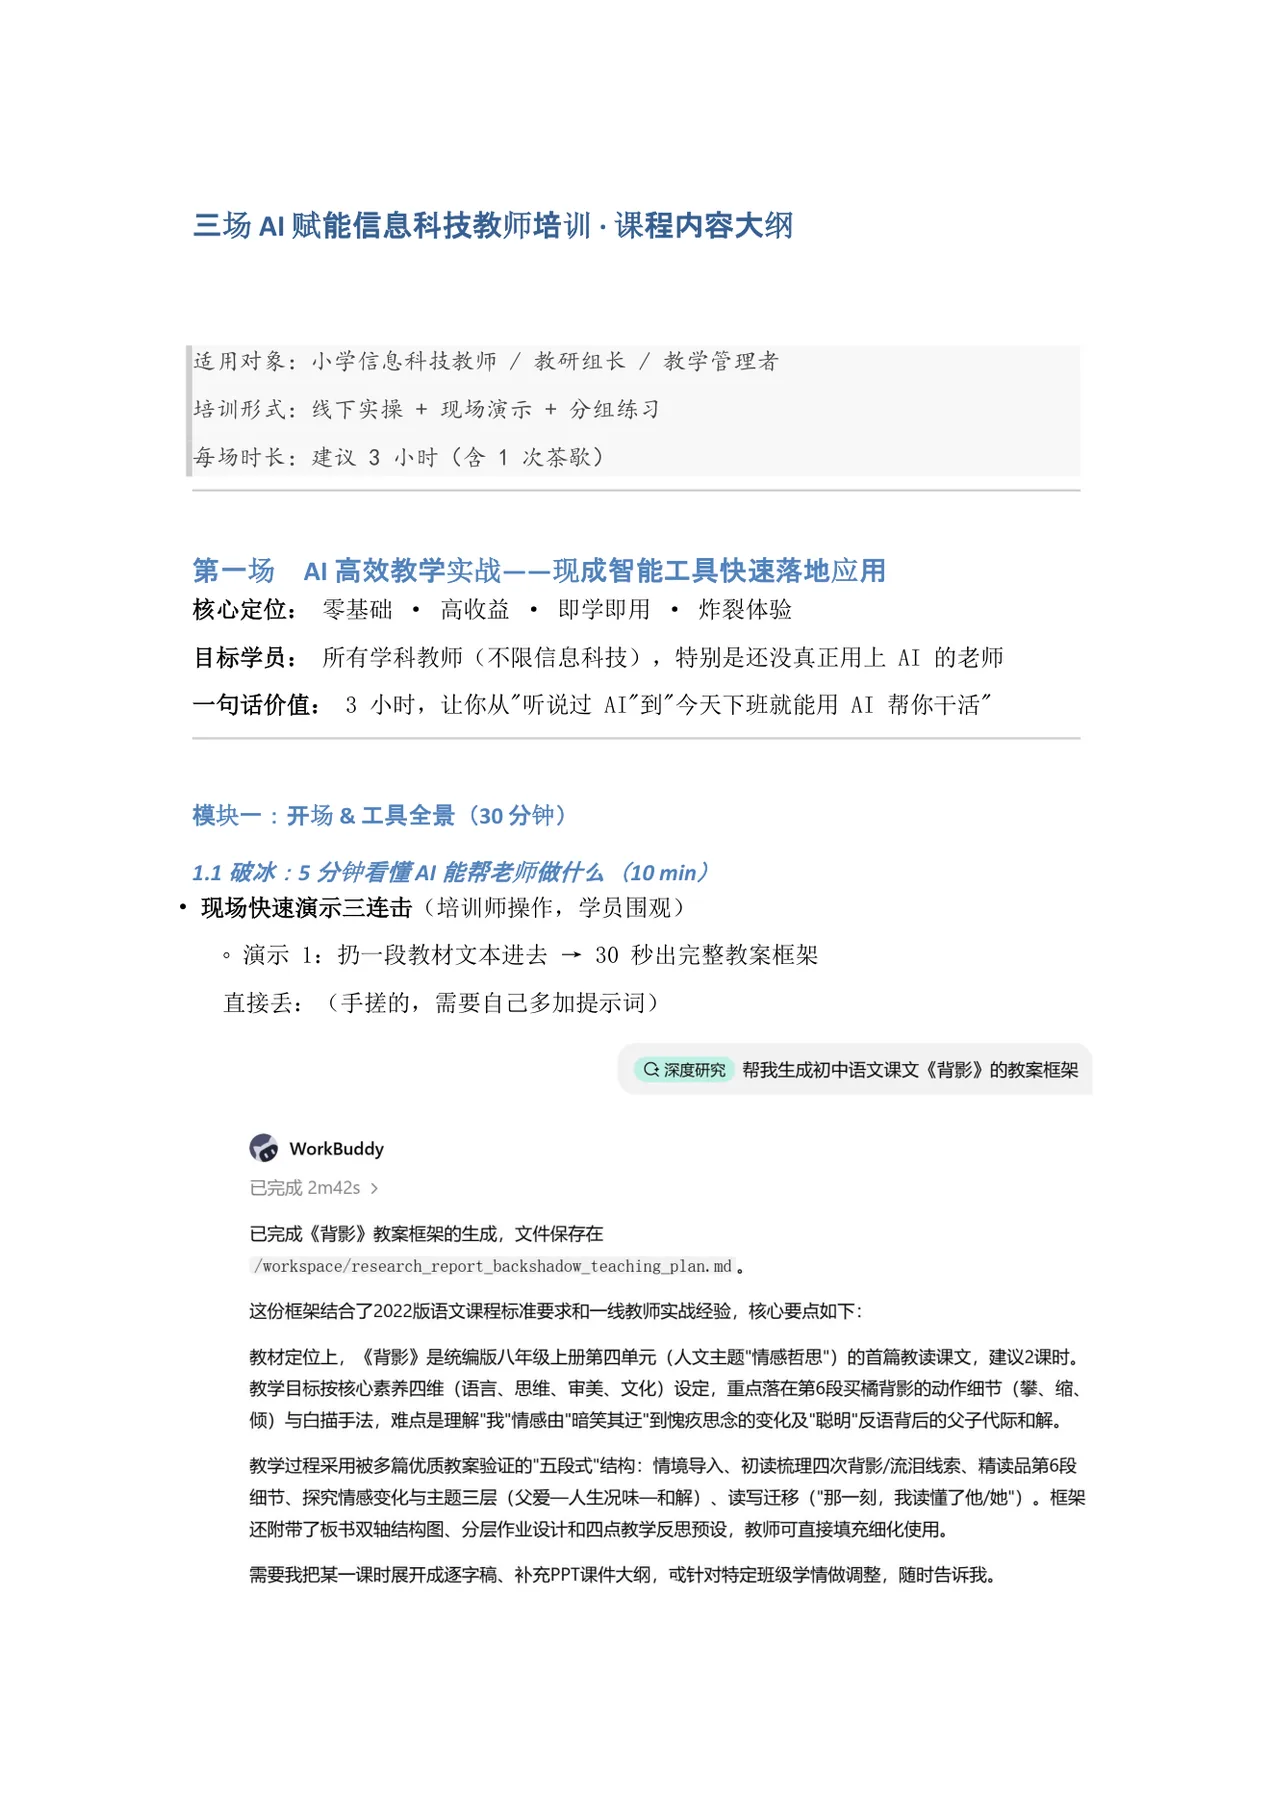 三场 AI 赋能信息科技教师培训 · 课程内容大纲
适用对象：小学信息科技教师 / 教研组长 / 教学管理者
培训形式：线下实操 + 现场演示 + 分组练习
每场时长：建议 3 小时（含 1 次茶歇）
第一场　AI 高效教学实战——现成智能工具快速落地应用
核心定位： 零基础 • 高收益 • 即学即用 • 炸裂体验
目标学员： 所有学科教师（不限信息科技），特别是还没真正用上 AI 的老师
一句话价值： 3 小时，让你从"听说过 AI"到"今天下班就能用 AI 帮你干活"
模块一：开场 & 工具全景（30 分钟）
1.1 破冰：5 分钟看懂 AI 能帮老师做什么（10 min）
• 现场快速演示三连击（培训师操作，学员围观）
◦ 演示 1：扔一段教材文本进去 → 30 秒出完整教案框架
直接丢：（手搓的，需要自己多加提示词）
深度研究 帮我生成初中语文课文《背影》的教案框架
WorkBuddy
已完成 2m42s >
已完成《背影》教案框架的生成，文件保存在
/workspace/research_report_backshadow_teaching_plan.md 。
这份框架结合了2022版语文课程标准要求和一线教师实战经验，核心要点如下：
教材定位上，《背影》是统编版八年级上册第四单元（人文主题"情感哲思"）的首篇教读课文，建议2课时。
教学目标按核心素养四维（语言、思维、审美、文化）设定，重点落在第6段买橘背影的动作细节（攀、缩、
倾）与白描手法，难点是理解"我"情感由"暗笑其迂"到愧疚思念的变化及"聪明"反语背后的父子代际和解。
教学过程采用被多篇优质教案验证的"五段式"结构：情境导入、初读梳理四次背影/流泪线索、精读品第6段
细节、探究情感变化与主题三层（父爱—人生况味—和解）、读写迁移（"那一刻，我读懂了他/她"）。框架
还附带了板书双轴结构图、分层作业设计和四点教学反思预设，教师可直接填充细化使用。
需要我把某一课时展开成逐字稿、补充PPT课件大纲，或针对特定班级学情做调整，随时告诉我。